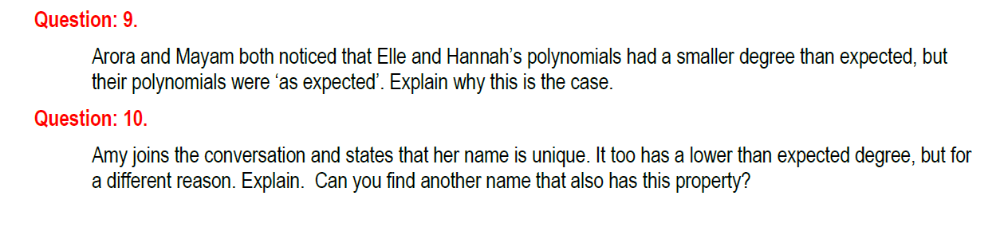 Question: 9.
Arora and Mayam both noticed that Elle and Hannah's polynomials had a smaller degree than expected, but
their polynomials were ‘as expected’. Explain why this is the case.
Question: 10.
Amy joins the conversation and states that her name is unique. It too has a lower than expected degree, but for
a different reason. Explain.  Can you find another name that also has this property?